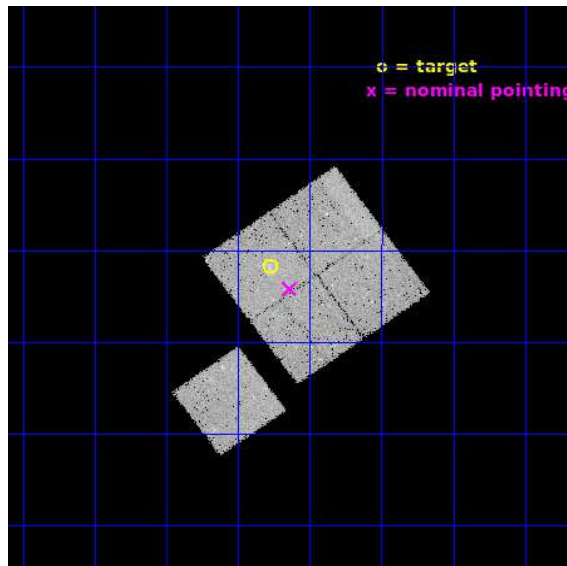 o = target
x = nominal pointing